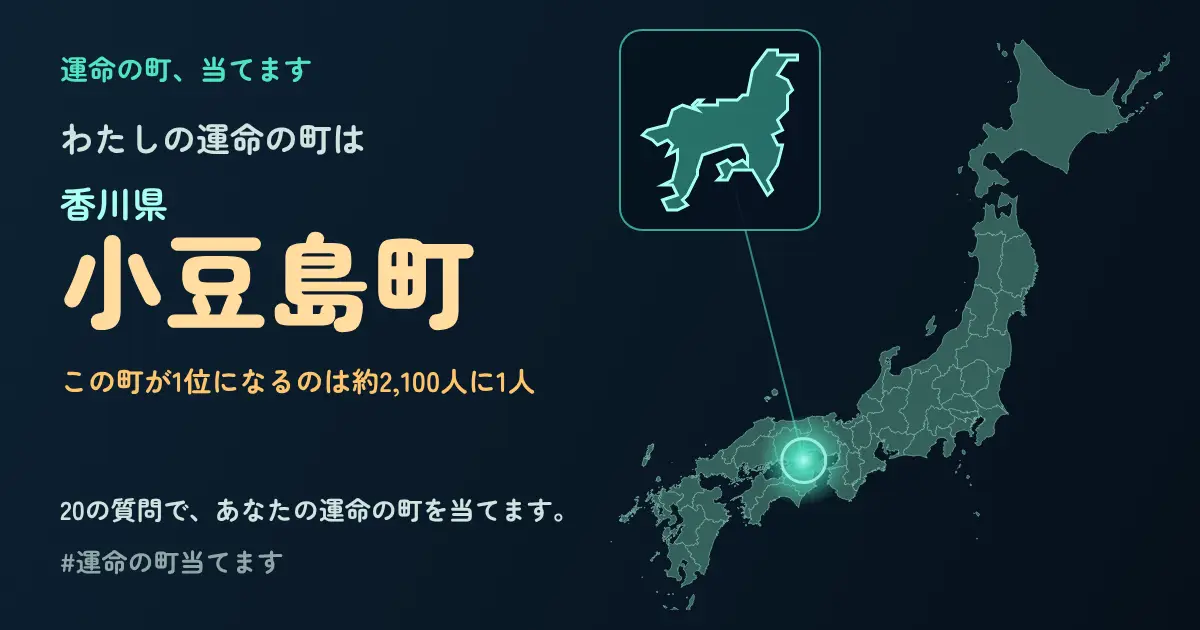 運命の町、当てます
わたしの運命の町は
香川県
小豆島町
この町が1位になるのは約2,100人に1人
20の質問で、あなたの運命の町を当てます。
#運命の町当てます